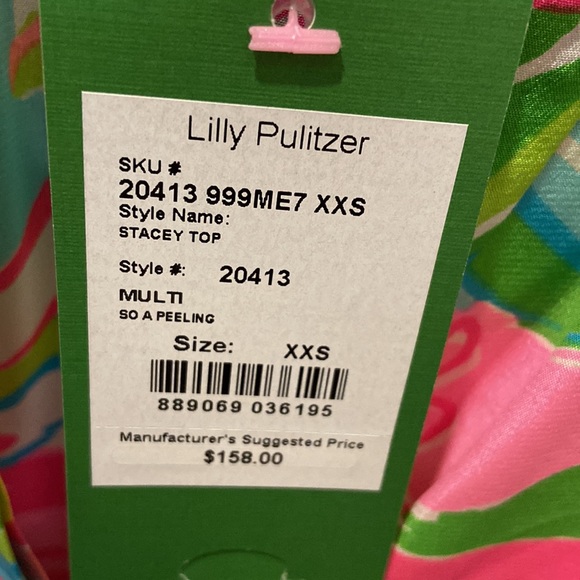 Lilly Pulitzer
SKU #
20413 999ME7 XXS
Style Name:
STACEY TOP
Style #: 20413
MULTI
SO A PEELING
Size: XXS
889069 036195
Manufacturer's Suggested Price
$158.00